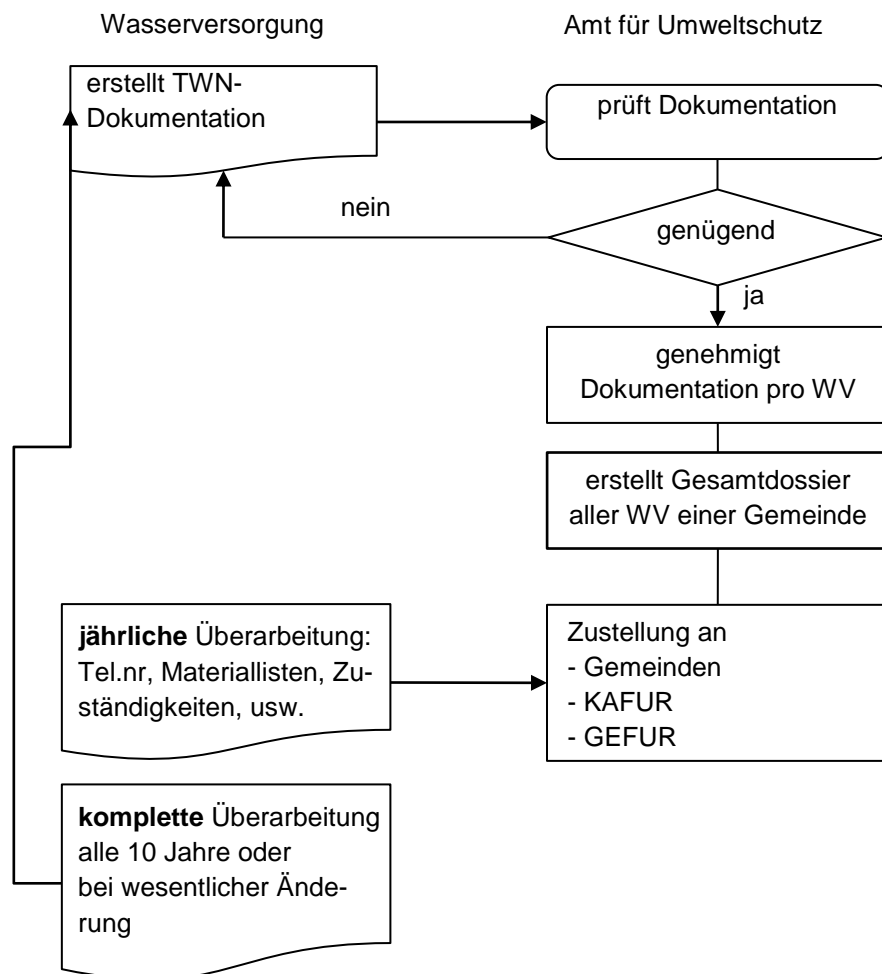 Wasserversorgung
Amt für Umweltschutz
erstellt TWN-
Dokumentation
prüft Dokumentation
nein
genügend
ja
genehmigt
Dokumentation pro WV
erstellt Gesamtdossier
aller WV einer Gemeinde
jährliche Überarbeitung:
Tel.nr, Materiallisten, Zu-
ständigkeiten, usw.
Zustellung an
- Gemeinden
- KAFUR
- GEFUR
komplette Überarbeitung
alle 10 Jahre oder
bei wesentlicher Ände-
rung